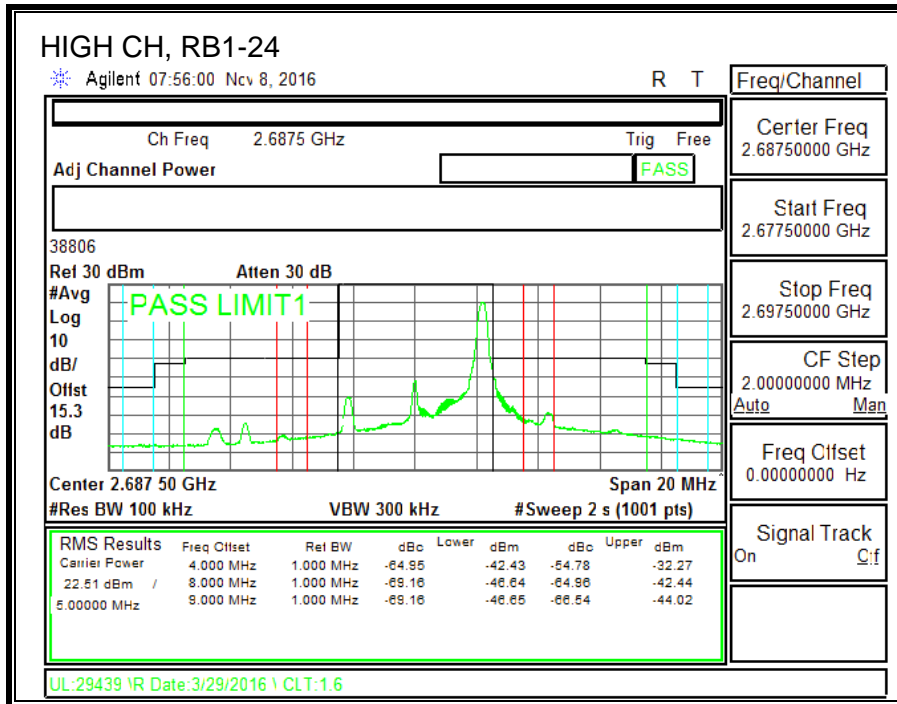 HIGH CH, RB1-24
Agilent 07:56:00 Nov 8, 2016 R T
Ch Freq 2.6875 GHz Trig Free
Adj Channel Power PASS
38806
Ref 30 dBm Atten 30 dB
#Avg
Log
10
dB/
Offst
15.3
dB
PASS LIMIT1
Center 2.687 50 GHz Span 20 MHz
#Res BW 100 kHz VBW 300 kHz #Sweep 2 s (1001 pts)
RMS Results Freq Offset Ref BW dBc Lower dBm dBc Upper dBm
Carrier Power 4.000 MHz 1.000 MHz -64.95 -42.43 -54.78 -32.27
22.51 dBm / 8.000 MHz 1.000 MHz -69.16 -46.64 -64.96 -42.44
5.00000 MHz 9.000 MHz 1.000 MHz -69.16 -46.65 -66.54 -44.02
UL:29439 \R Date:3/29/2016 \ CLT:1.6
Freq/Channel
Center Freq
2.68750000 GHz
Start Freq
2.67750000 GHz
Stop Freq
2.69750000 GHz
CF Step
2.00000000 MHz
Auto Man
Freq Offset
0.00000000 Hz
Signal Track
On Off